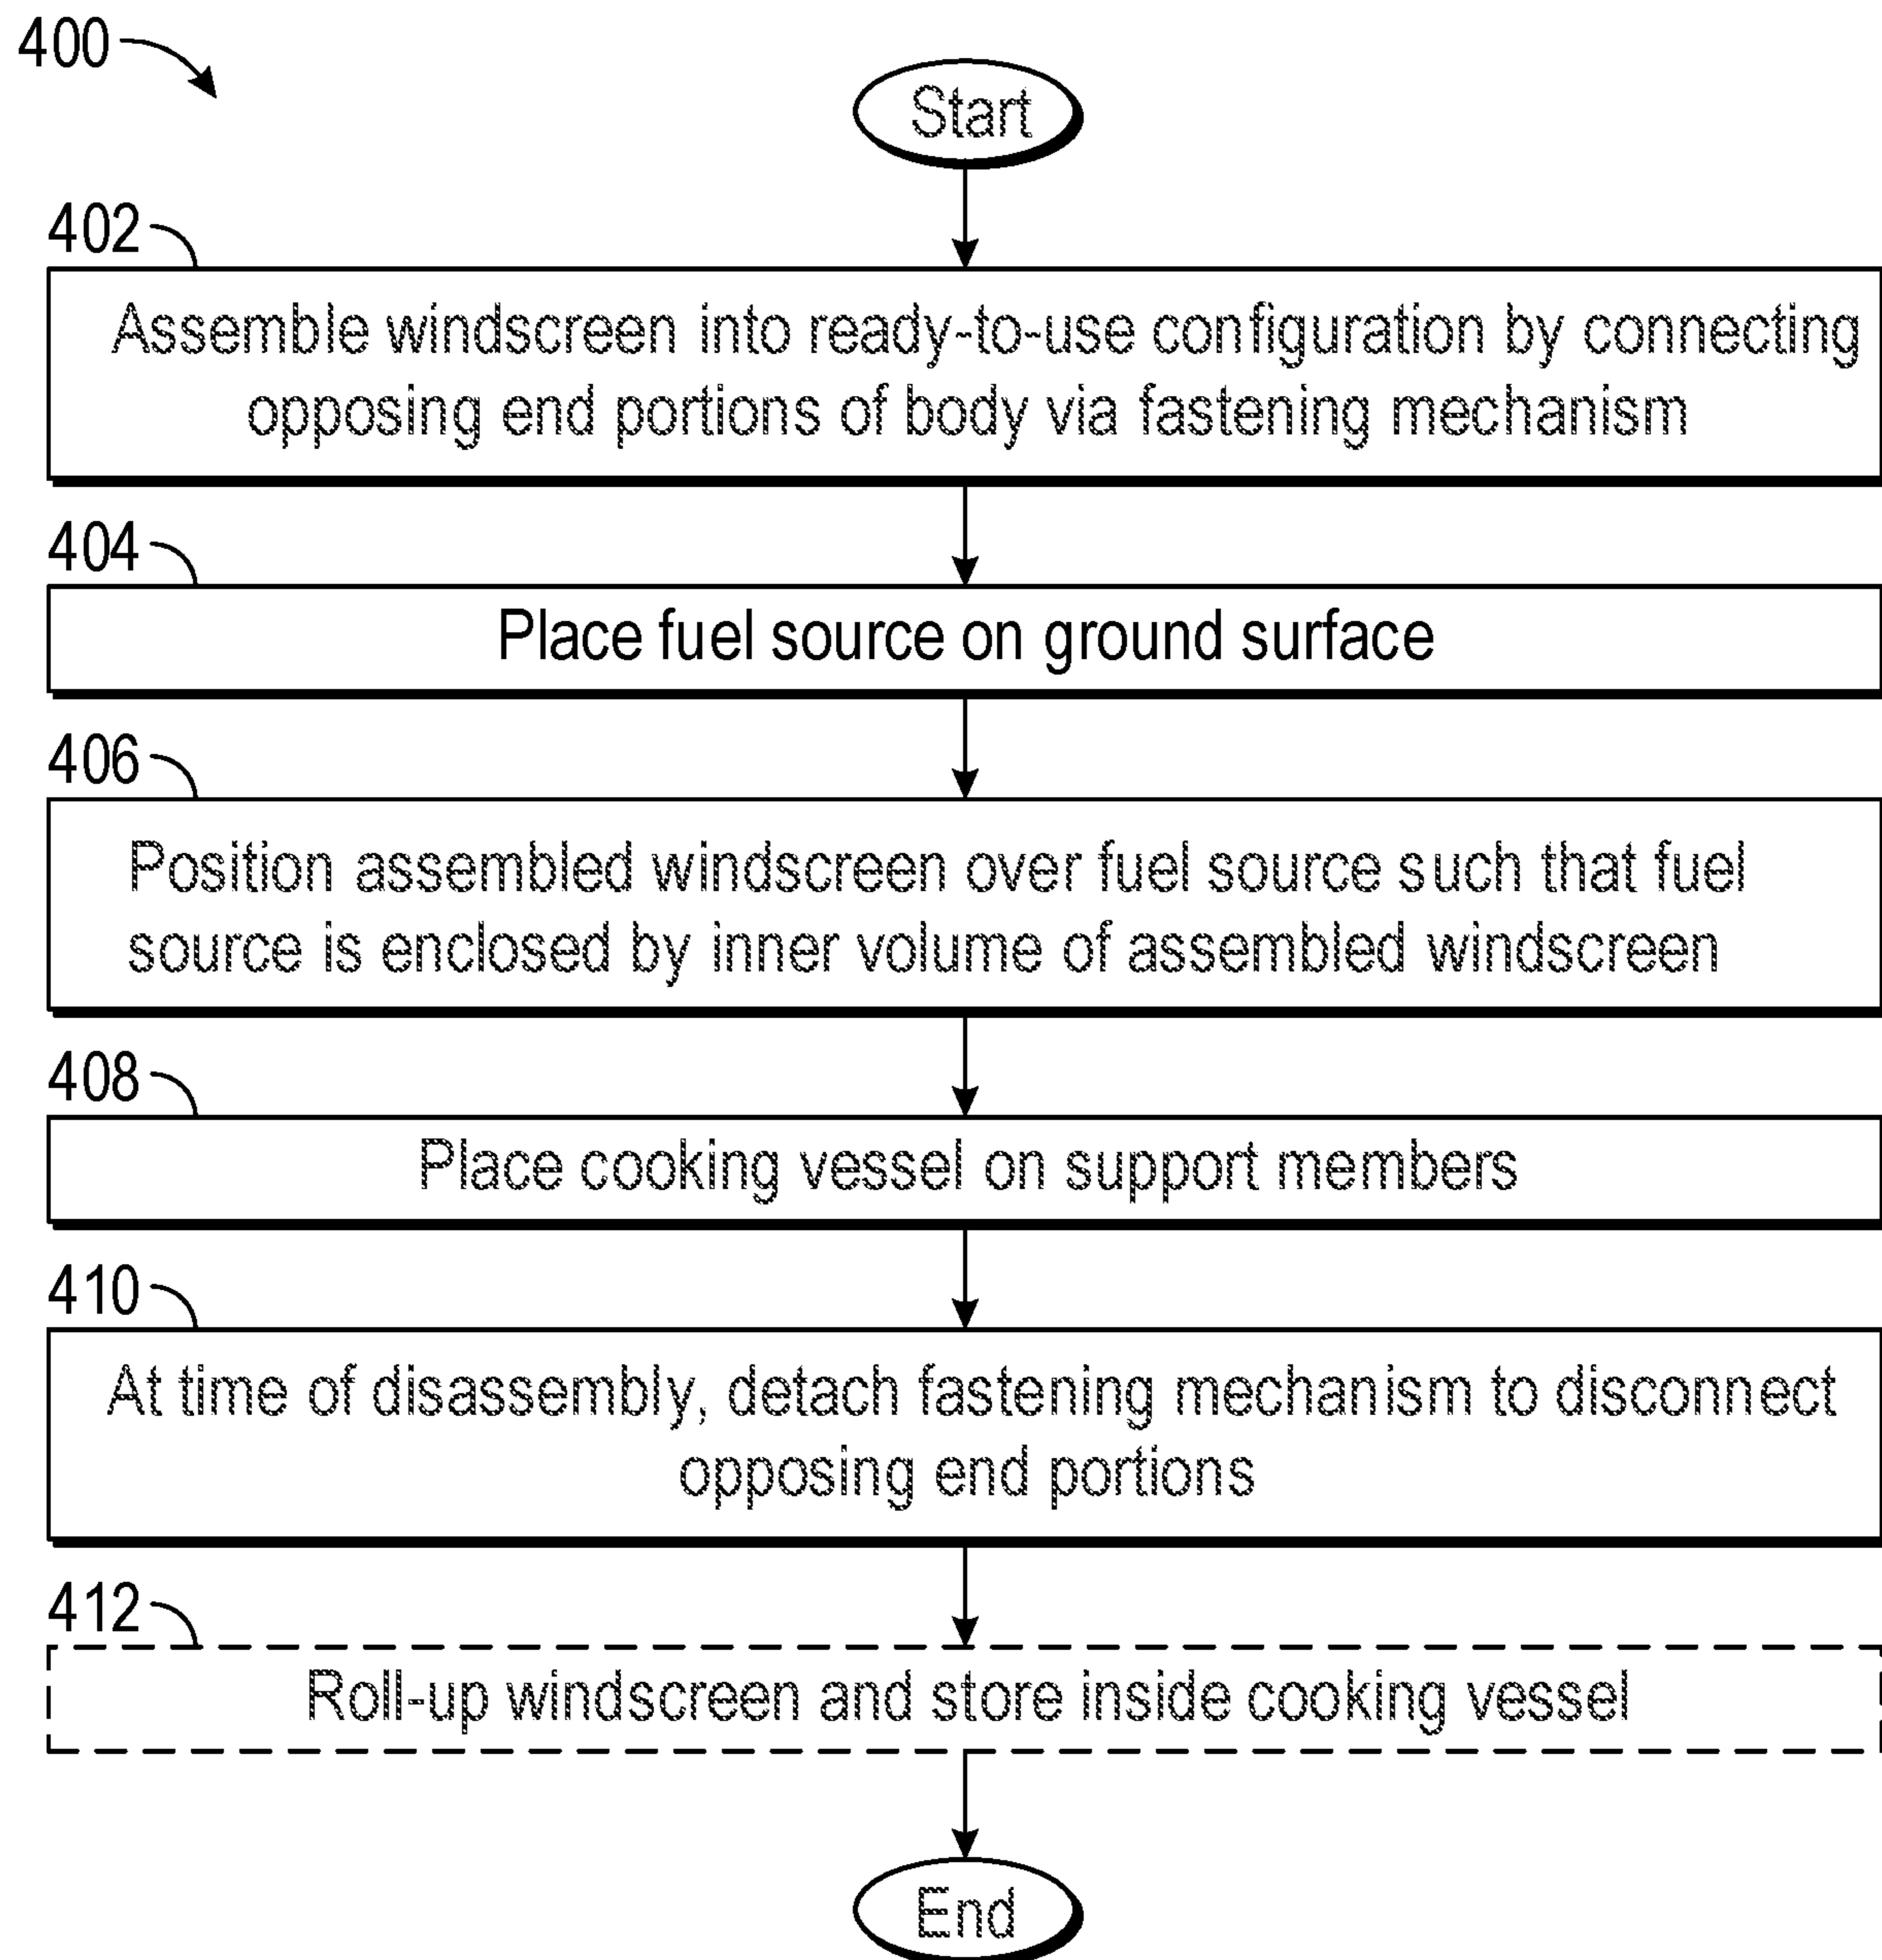 400
Start
402
Assemble windscreen into ready-to-use configuration by connecting
opposing end portions of body via fastening mechanism
404
Place fuel source on ground surface
406
Position assembled windscreen over fuel source such that fuel
source is enclosed by inner volume of assembled windscreen
408
Place cooking vessel on support members
410
At time of disassembly, detach fastening mechanism to disconnect
opposing end portions
412
Roll-up windscreen and store inside cooking vessel
End